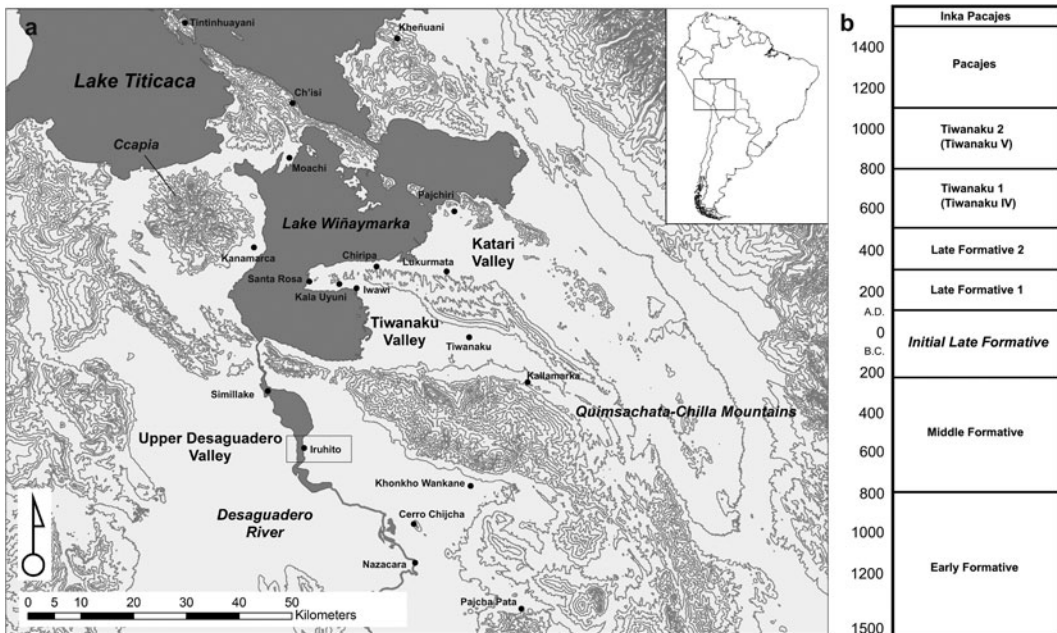 a
Tintinhuayani
Kheñuani
Lake Titicaca
Ch'isi
Ccapia
Moachi
Pajchiri
Lake Wiñaymarka
Katari
Valley
Kanamarca
Chiripa
Lukurmata
Santa Rosa
Kala Uyuni
Iwawi
Tiwanaku
Valley
Tiwanaku
Kallamarka
Simillake
Quimsachata-Chilla Mountains
Upper Desaguadero
Valley
Iruhito
Khonkho Wankane
Desaguadero
River
Cerro Chijcha
Nazacara
Pajcha Pata
0 10 20 30 40 50
Kilometers
b
Inka Pacajes
1400
Pacajes
1200
1000
Tiwanaku 2
(Tiwanaku V)
800
Tiwanaku 1
(Tiwanaku IV)
600
400
Late Formative 2
200
Late Formative 1
A.D.
0
Initial Late Formative
B.C.
200
400
Middle Formative
600
800
1000
Early Formative
1200
1500